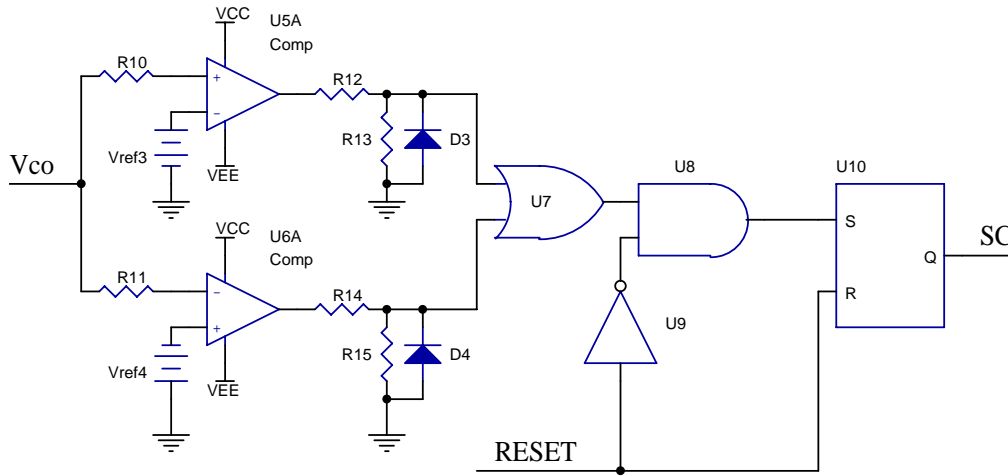 VCC
U5A
Comp
R10
+
−
R12
R13
D3
Vref3
VEE
Vco
U7
U8
U10
S
R
Q
SC
VCC
U6A
Comp
R11
−
+
R14
R15
D4
Vref4
VEE
U9
RESET